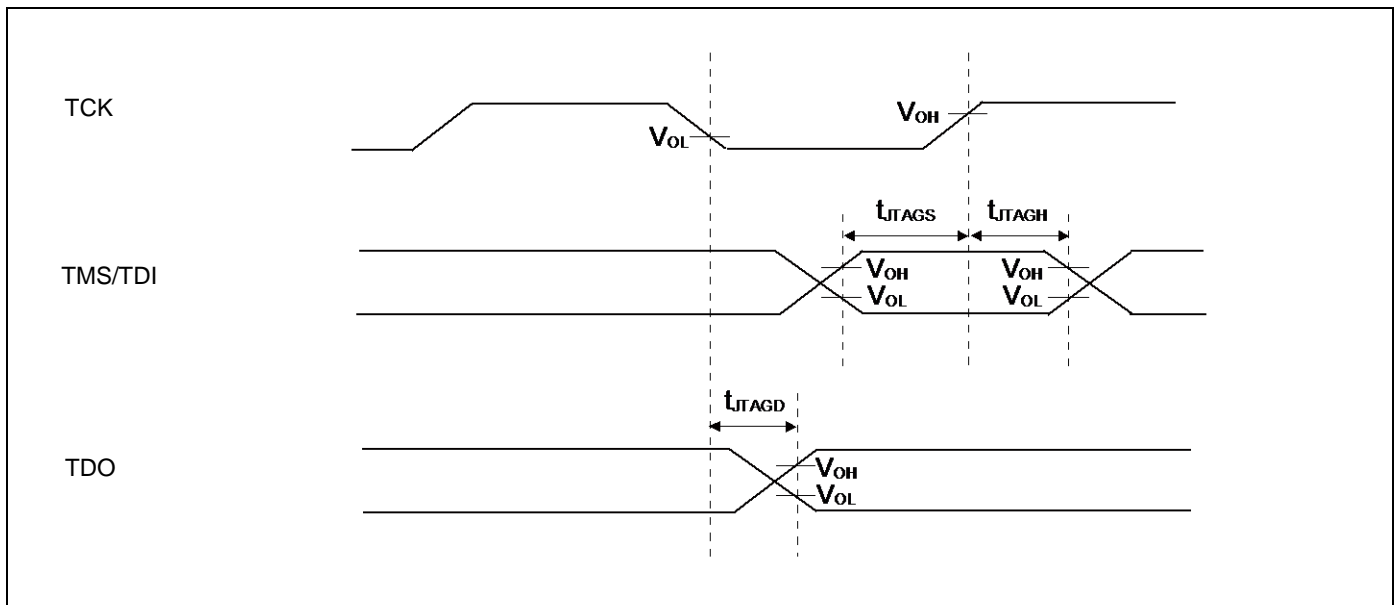 TCK
VOL
VOH
tJTAGS tJTAGH
TMS/TDI
VOH VOH
VOL VOL
tJTAGD
TDO
VOH
VOL